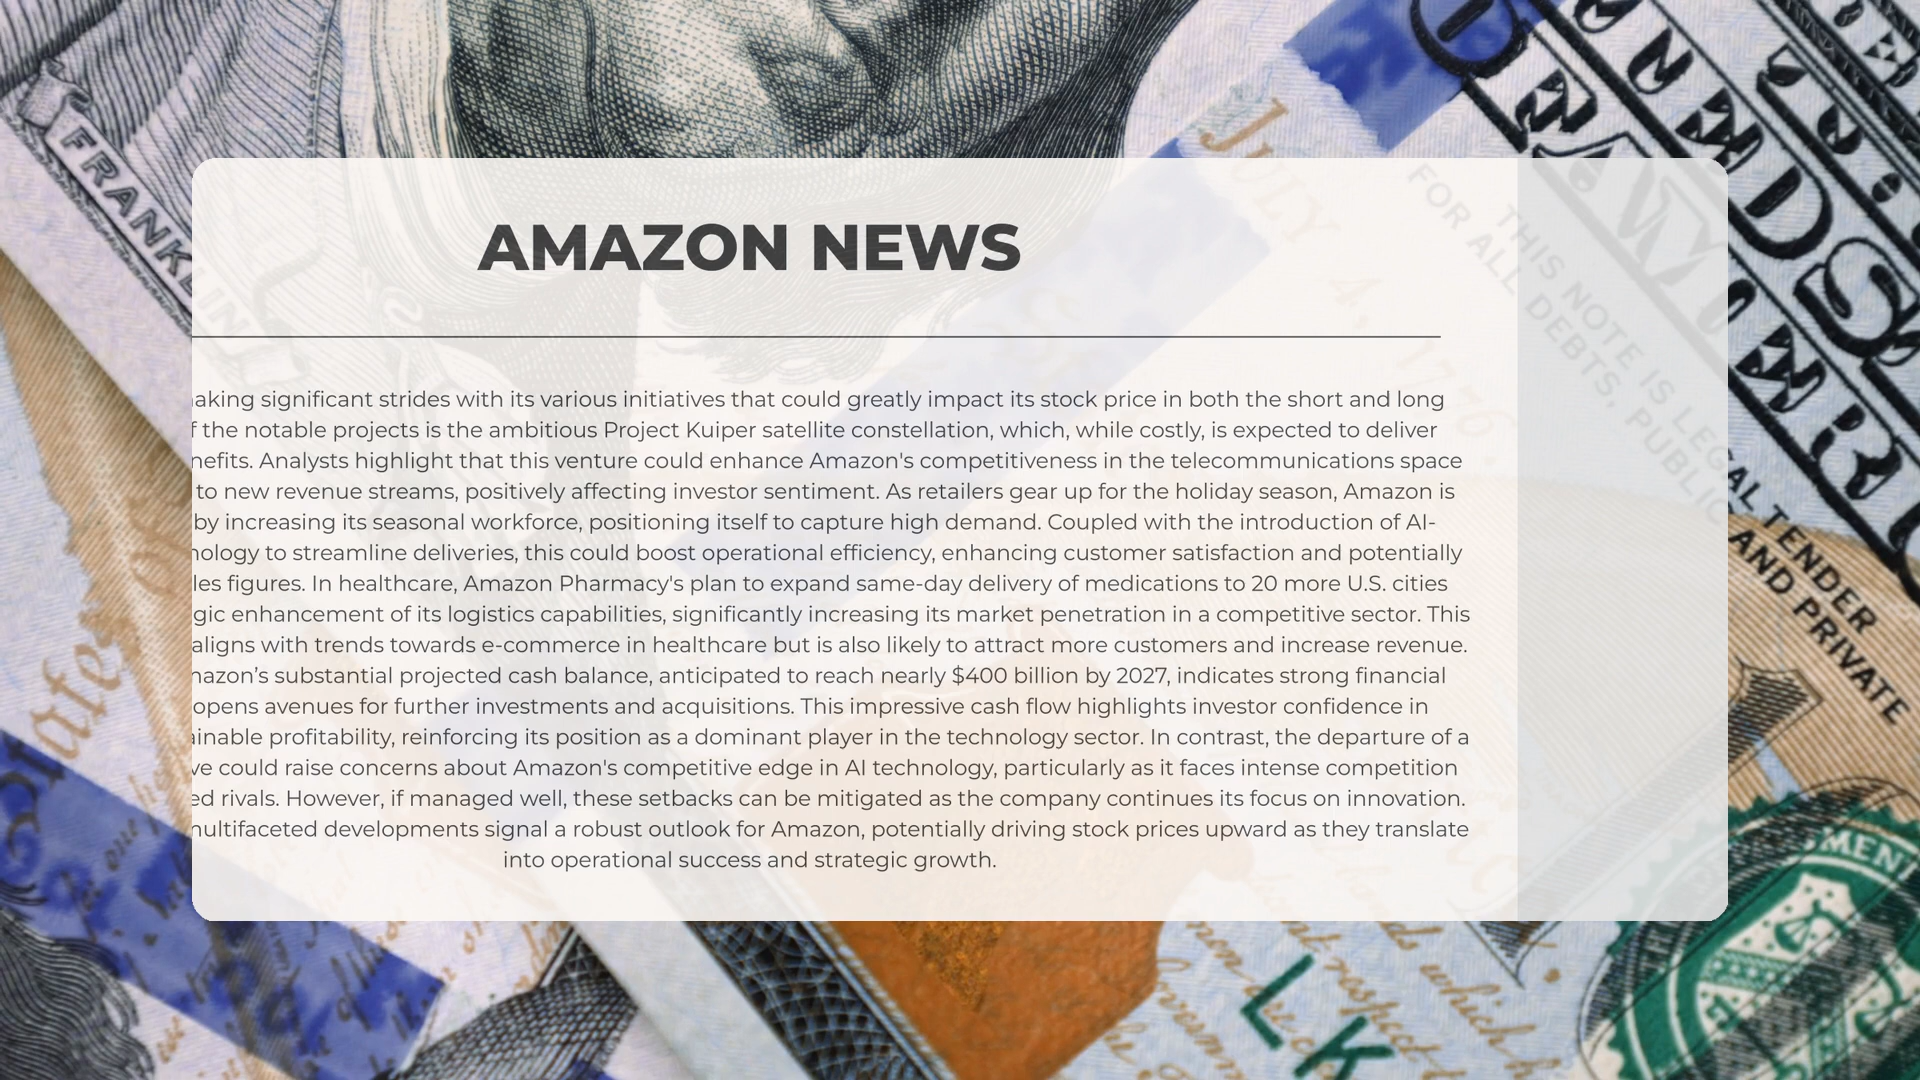 AMAZON NEWS
significant strides with its various initiatives that could greatly impact its stock price in both the short and long
the notable projects is the ambitious Project Kuiper satellite constellation, which, while costly, is expected to deliver
Analysts highlight that this venture could enhance Amazon's competitiveness in the telecommunications space
to new revenue streams, positively affecting investor sentiment. As retailers gear up for the holiday season, Amazon is
by increasing its seasonal workforce, positioning itself to capture high demand. Coupled with the introduction of AI-
to streamline deliveries, this could boost operational efficiency, enhancing customer satisfaction and potentially
figures. In healthcare, Amazon Pharmacy's plan to expand same-day delivery of medications to 20 more U.S. cities
enhancement of its logistics capabilities, significantly increasing its market penetration in a competitive sector. This
aligns with trends towards e-commerce in healthcare but is also likely to attract more customers and increase revenue.
substantial projected cash balance, anticipated to reach nearly $400 billion by 2027, indicates strong financial
opens avenues for further investments and acquisitions. This impressive cash flow highlights investor confidence in
profitability, reinforcing its position as a dominant player in the technology sector. In contrast, the departure of a
could raise concerns about Amazon's competitive edge in AI technology, particularly as it faces intense competition
rivals. However, if managed well, these setbacks can be mitigated as the company continues its focus on innovation.
developments signal a robust outlook for Amazon, potentially driving stock prices upward as they translate
into operational success and strategic growth.
FRANKLIN
JULY 4, 1776
THIS NOTE IS LEGAL TENDER
FOR ALL DEBTS, PUBLIC AND PRIVATE
States
LK